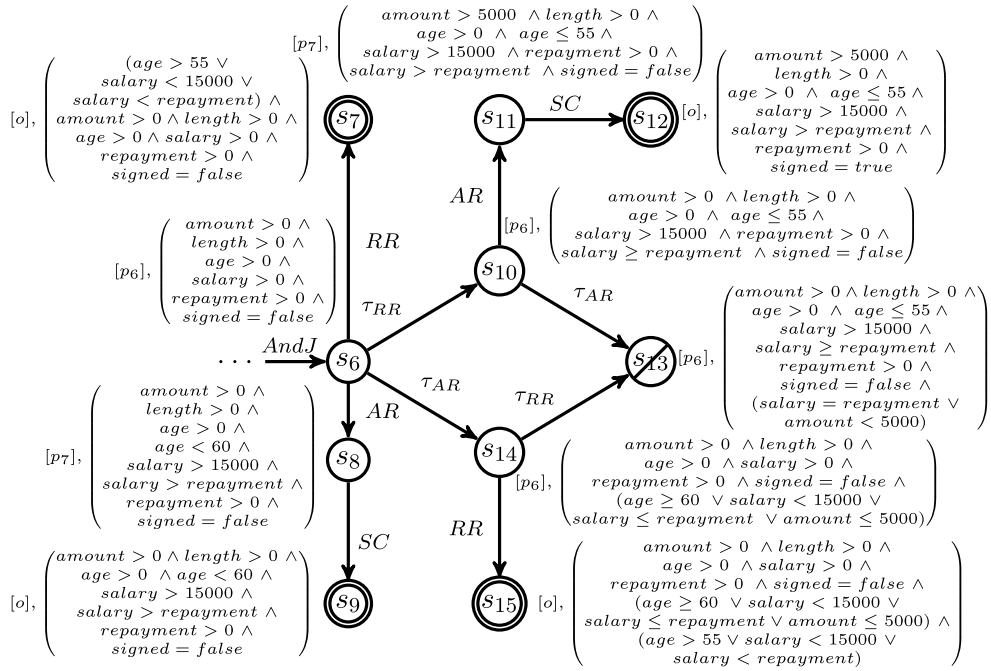 [p₇], amount > 5000 ∧ length > 0 ∧
age > 0 ∧ age ≤ 55 ∧
salary > 15000 ∧ repayment > 0 ∧
salary > repayment ∧ signed = false
[o], (age > 55 ∨
salary < 15000 ∨
salary < repayment) ∧
amount > 0 ∧ length > 0 ∧
age > 0 ∧ salary > 0 ∧
repayment > 0 ∧
signed = false
s₇
s₁₁
SC
s₁₂
[o], amount > 5000 ∧
length > 0 ∧
age > 0 ∧ age ≤ 55 ∧
salary > 15000 ∧
salary > repayment ∧
repayment > 0 ∧
signed = true
AR
RR
[p₆], amount > 0 ∧ length > 0 ∧
age > 0 ∧ age ≤ 55 ∧
salary > 15000 ∧ repayment > 0 ∧
salary ≥ repayment ∧ signed = false
[p₆], amount > 0 ∧
length > 0 ∧
age > 0 ∧
salary > 0 ∧
repayment > 0 ∧
signed = false
s₁₀
τ_RR
τ_AR
· · · AndJ
s₆
s₁₃
[p₆], amount > 0 ∧ length > 0 ∧
age > 0 ∧ age ≤ 55 ∧
salary > 15000 ∧
salary ≥ repayment ∧
repayment > 0 ∧
signed = false ∧
(salary = repayment ∨
amount < 5000)
τ_AR
τ_RR
AR
[p₇], amount > 0 ∧
length > 0 ∧
age > 0 ∧
age < 60 ∧
salary > 15000 ∧
salary > repayment ∧
repayment > 0 ∧
signed = false
s₈
s₁₄
[p₆], amount > 0 ∧ length > 0 ∧
age > 0 ∧ salary > 0 ∧
repayment > 0 ∧ signed = false ∧
(age ≥ 60 ∨ salary < 15000 ∨
salary ≤ repayment ∨ amount ≤ 5000)
SC
RR
[o], amount > 0 ∧ length > 0 ∧
age > 0 ∧ age < 60 ∧
salary > 15000 ∧
salary > repayment ∧
repayment > 0 ∧
signed = false
s₉
s₁₅
[o], amount > 0 ∧ length > 0 ∧
age > 0 ∧ salary > 0 ∧
repayment > 0 ∧ signed = false ∧
(age ≥ 60 ∨ salary < 15000 ∨
salary ≤ repayment ∨ amount ≤ 5000) ∧
(age > 55 ∨ salary < 15000 ∨
salary < repayment)